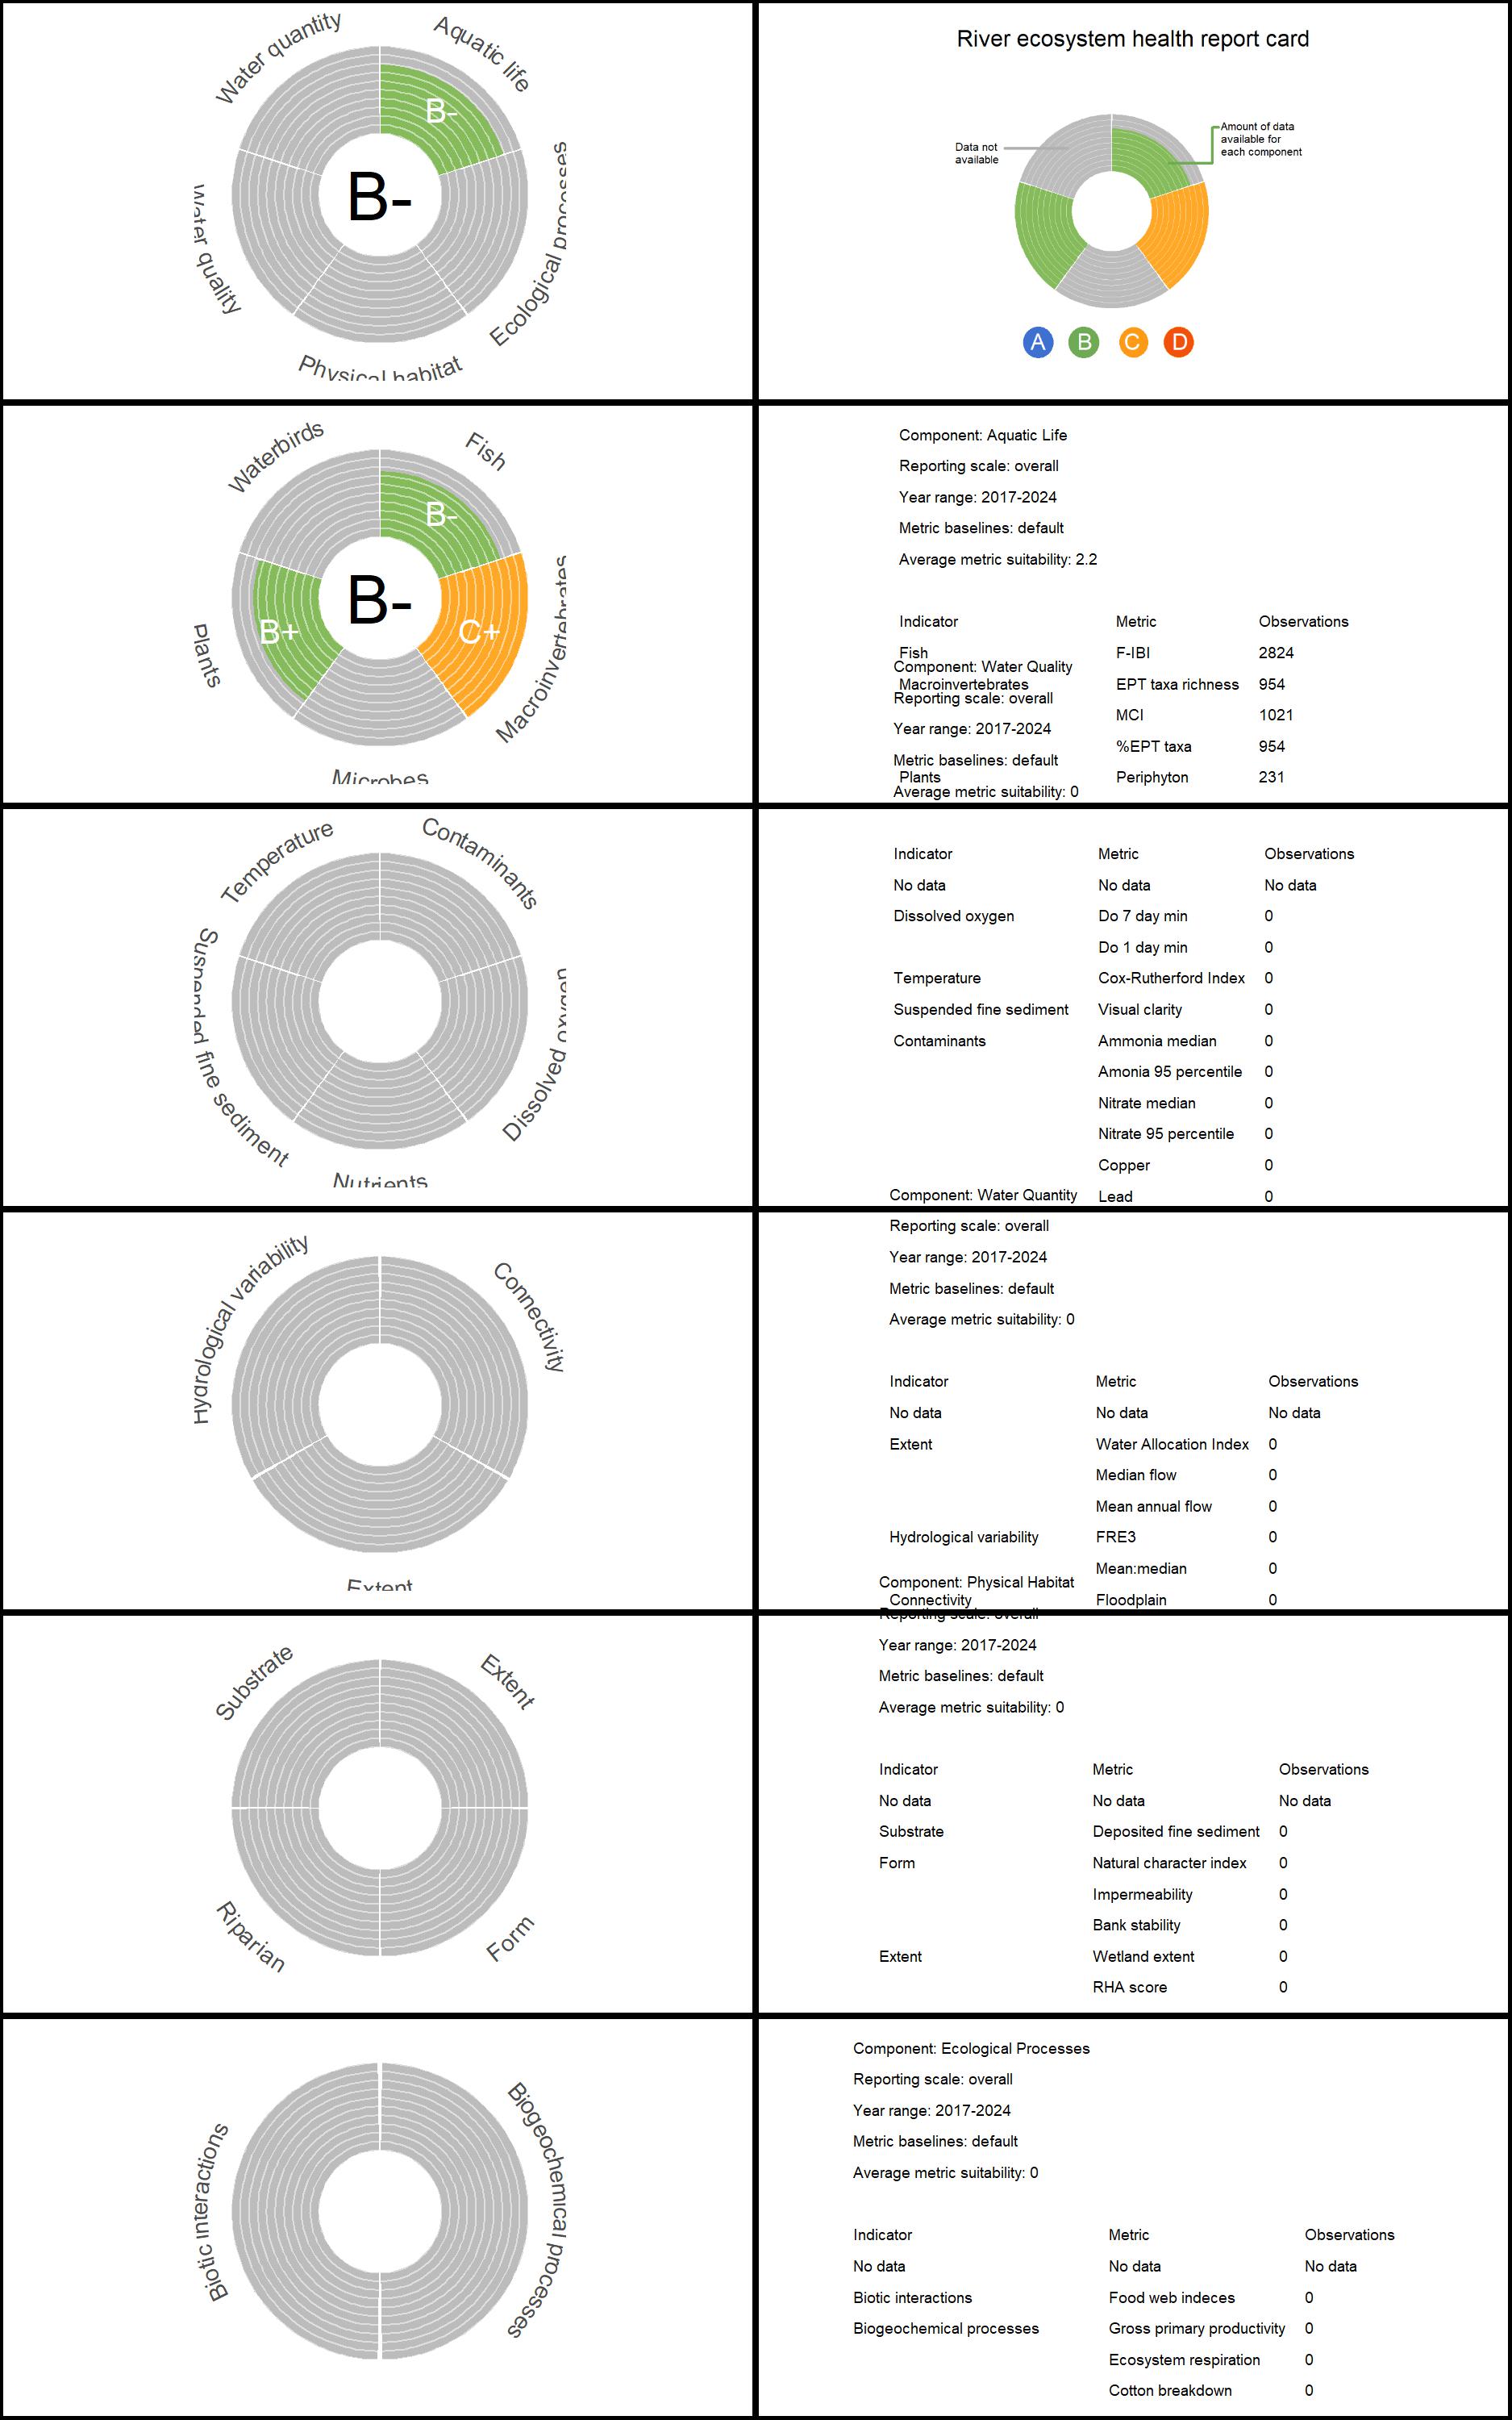 Water quantity
Aquatic life
B-
Ecological processes
Water quality
B-
Physical habitat
River ecosystem health report card
Data not
available
Amount of data
available for
each component
A B C D
Waterbirds
Fish
B-
Macroinvertebrates
B-
C+
B+
Plants
Microbes
Component: Aquatic Life
Reporting scale: overall
Year range: 2017-2024
Metric baselines: default
Average metric suitability: 2.2
Indicator Metric Observations
Fish F-IBI 2824
Component: Water Quality
Macroinvertebrates EPT taxa richness 954
Reporting scale: overall
MCI 1021
Year range: 2017-2024
%EPT taxa 954
Metric baselines: default
Plants Periphyton 231
Average metric suitability: 0
Temperature
Contaminants
Suspended fine sediment
Dissolved oxygen
Nutrients
Indicator Metric Observations
No data No data No data
Dissolved oxygen Do 7 day min 0
Do 1 day min 0
Temperature Cox-Rutherford Index 0
Suspended fine sediment Visual clarity 0
Contaminants Ammonia median 0
Amonia 95 percentile 0
Nitrate median 0
Nitrate 95 percentile 0
Copper 0
Component: Water Quantity Lead 0
Hydrological variability
Connectivity
Extent
Reporting scale: overall
Year range: 2017-2024
Metric baselines: default
Average metric suitability: 0
Indicator Metric Observations
No data No data No data
Extent Water Allocation Index 0
Median flow 0
Mean annual flow 0
Hydrological variability FRE3 0
Mean:median 0
Component: Physical Habitat
Connectivity Floodplain 0
Reporting scale: overall
Substrate
Extent
Riparian
Form
Year range: 2017-2024
Metric baselines: default
Average metric suitability: 0
Indicator Metric Observations
No data No data No data
Substrate Deposited fine sediment 0
Form Natural character index 0
Impermeability 0
Bank stability 0
Extent Wetland extent 0
RHA score 0
Biotic interactions
Biogeochemical processes
Component: Ecological Processes
Reporting scale: overall
Year range: 2017-2024
Metric baselines: default
Average metric suitability: 0
Indicator Metric Observations
No data No data No data
Biotic interactions Food web indeces 0
Biogeochemical processes Gross primary productivity 0
Ecosystem respiration 0
Cotton breakdown 0